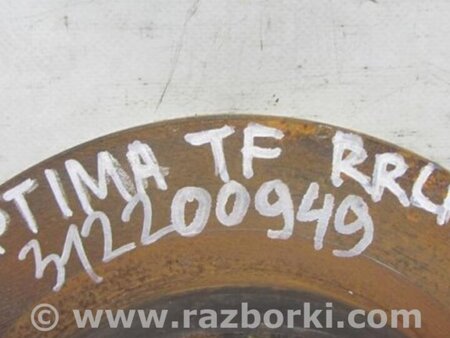 PTIMA TF RRL
312200949
© www.razborki.com